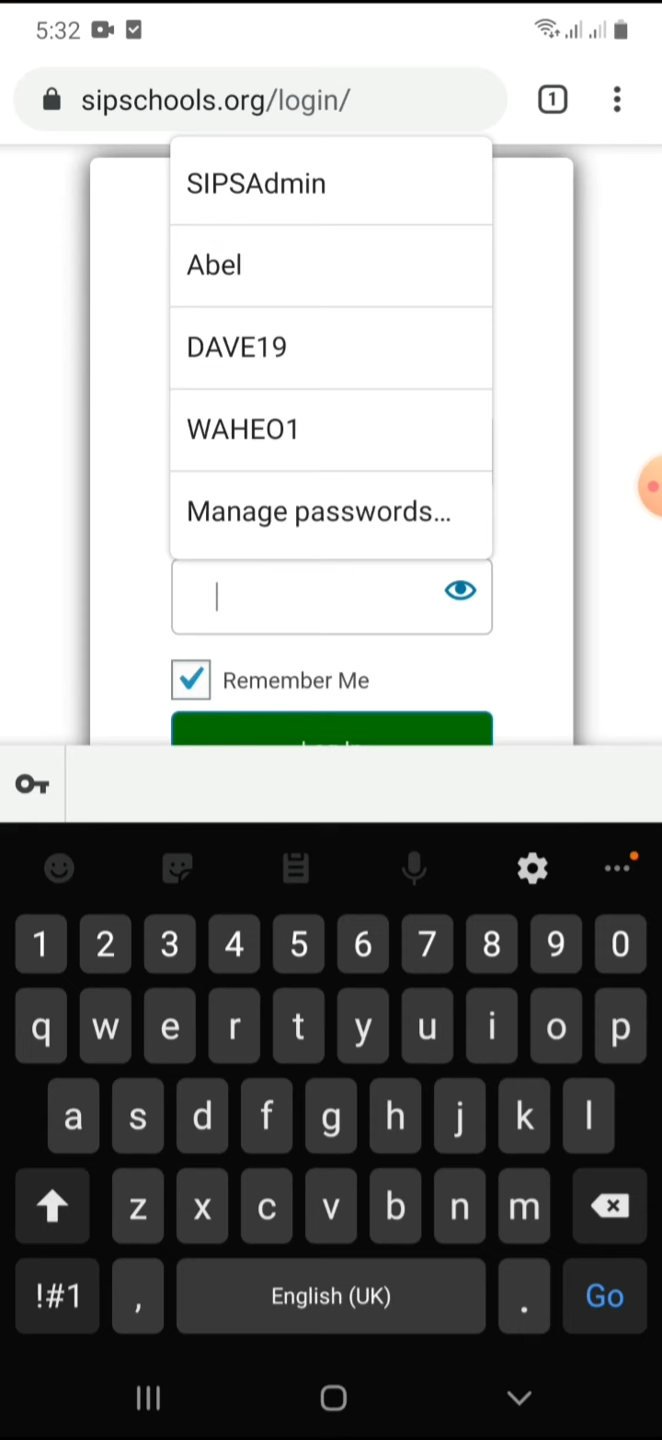 5:32
sipschools.org/login/
1
SIPSAdmin
Abel
DAVE19
WAHEO1
Manage passwords...
Remember Me
1 2 3 4 5 6 7 8 9 0
q w e r t y u i o p
a s d f g h j k l
z x c v b n m
!#1 , English (UK) . Go